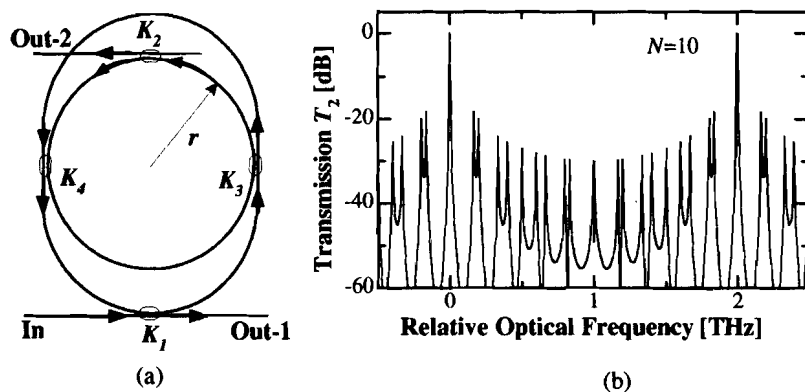 (a)
Out-2
K2
r
K4
K3
In
K1
Out-1
(a)
(b)
N=10
Transmission T2 [dB]
0
-20
-40
-60
0
1
2
Relative Optical Frequency [THz]
(b)